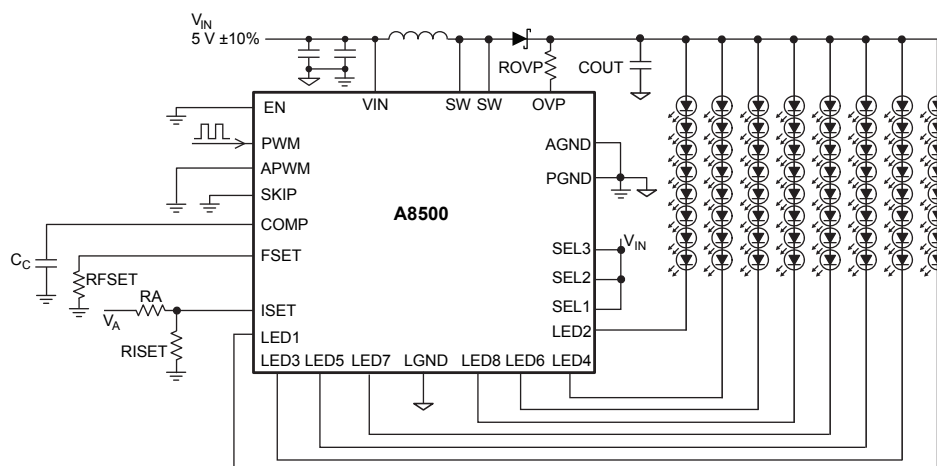 VIN
5 V ±10%
ROVP
COUT
VIN
SW
SW
OVP
EN
PWM
APWM
SKIP
COMP
FSET
ISET
LED1
A8500
AGND
PGND
SEL3
SEL2
SEL1
LED2
VIN
CC
RFSET
RA
VA
RISET
LED3
LED5
LED7
LGND
LED8
LED6
LED4